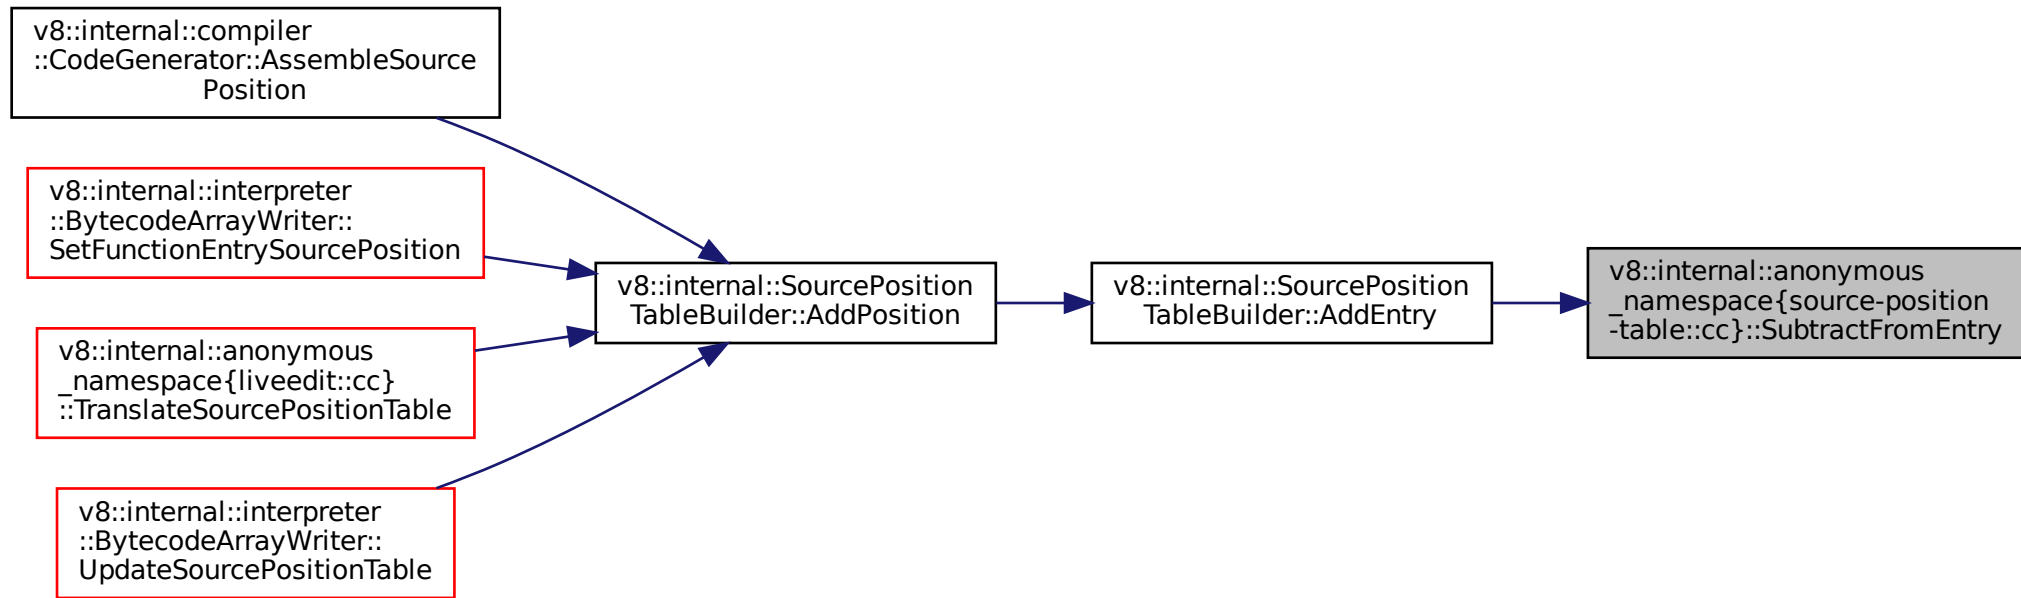 v8::internal::compiler
::CodeGenerator::AssembleSource
Position
v8::internal::interpreter
::BytecodeArrayWriter::
SetFunctionEntrySourcePosition
v8::internal::anonymous
_namespace{liveedit::cc}
::TranslateSourcePositionTable
v8::internal::interpreter
::BytecodeArrayWriter::
UpdateSourcePositionTable
v8::internal::SourcePosition
TableBuilder::AddPosition
v8::internal::SourcePosition
TableBuilder::AddEntry
v8::internal::anonymous
_namespace{source-position
-table::cc}::SubtractFromEntry